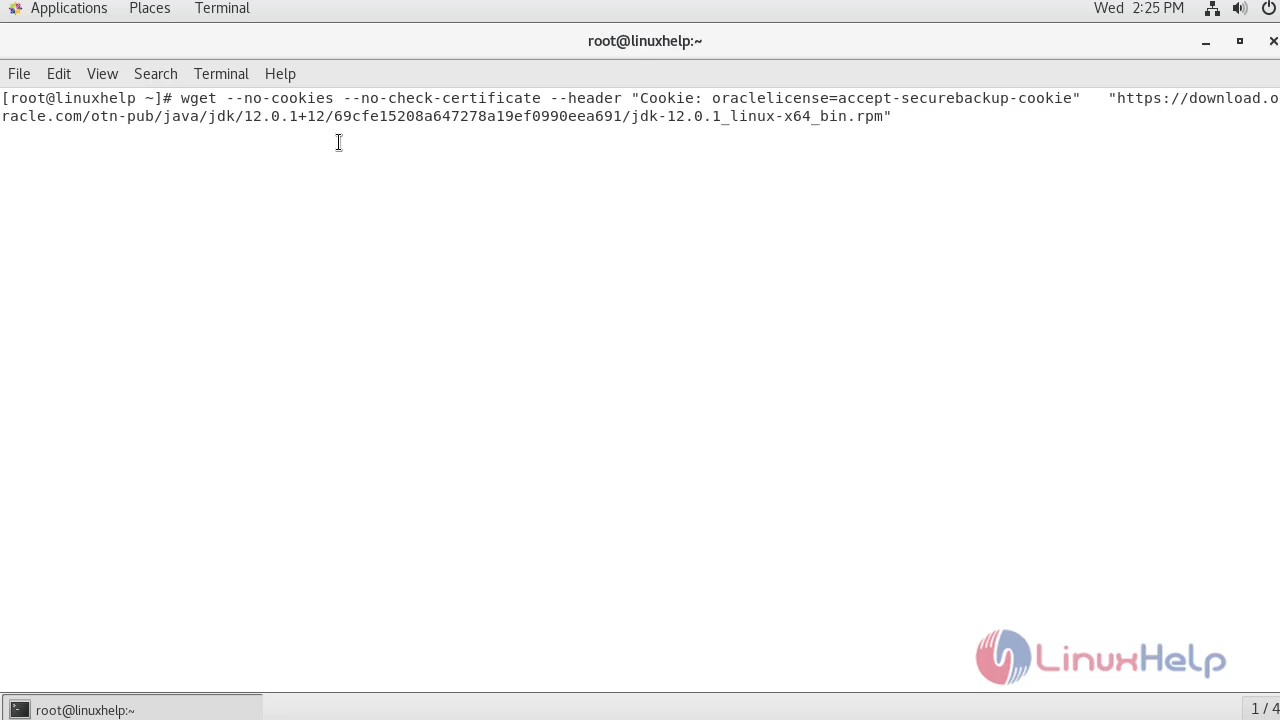 Applications Places Terminal Wed 2:25 PM
root@linuxhelp:~
File Edit View Search Terminal Help
[root@linuxhelp ~]# wget --no-cookies --no-check-certificate --header "Cookie: oraclelicense=accept-securebackup-cookie"   "https://download.o
racle.com/otn-pub/java/jdk/12.0.1+12/69cfe15208a647278a19ef0990eea691/jdk-12.0.1_linux-x64_bin.rpm"
LinuxHelp
root@linuxhelp:~ 1 / 4